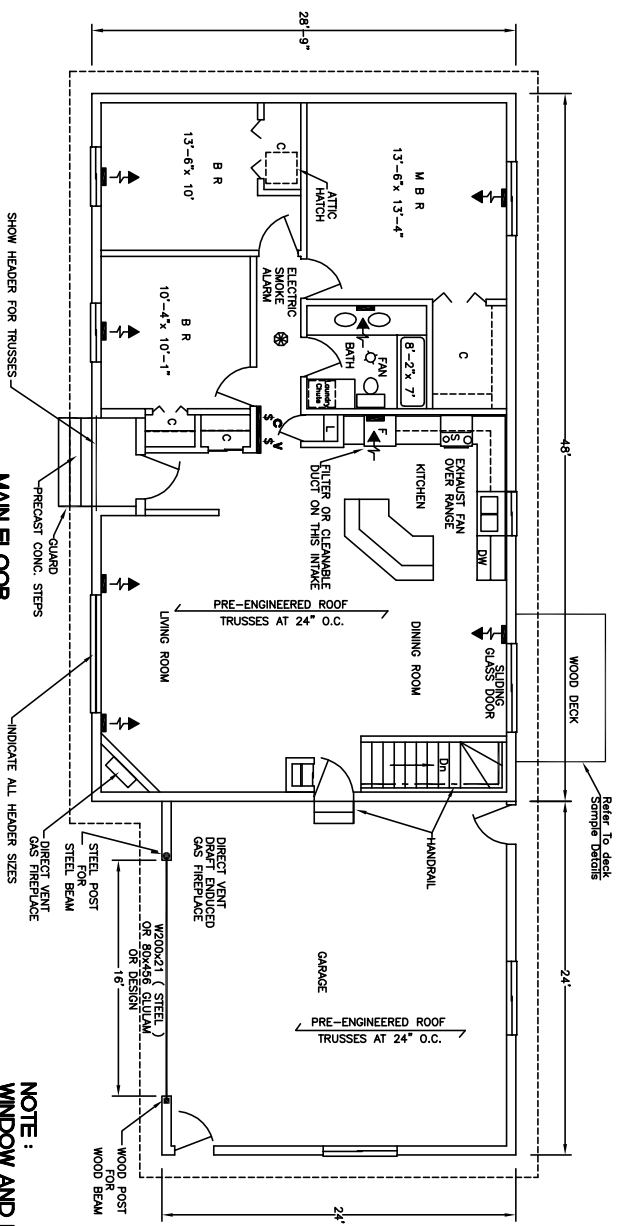 48'
24'
28'-9"
24'
WOOD DECK
Refer To deck
Sample Details
M B R
13'-6"x 13'-4"
C
8'-2"x 7'
FAN
BATH
Laundry
Chute
S
EXHAUST FAN
OVER RANGE
KITCHEN
DW
F
L
FILTER OR CLEANABLE
DUCT ON THIS INTAKE
SLIDING
GLASS DOOR
DINING ROOM
Dn
HANDRAIL
ATTIC
HATCH
C
ELECTRIC
SMOKE
ALARM
B R
13'-6"x 10'
B R
10'-4"x 10'-1"
C
C
$ C
$ V
PRE-ENGINEERED ROOF
TRUSSES AT 24" O.C.
LIVING ROOM
GARAGE
PRE-ENGINEERED ROOF
TRUSSES AT 24" O.C.
DIRECT VENT
DRAFT ENDUCED
GAS FIREPLACE
W200x21 ( STEEL )
OR 80x456 GLULAM
OR DESIGN
16'
STEEL POST
FOR
STEEL BEAM
WOOD POST
FOR
WOOD BEAM
DIRECT VENT
GAS FIREPLACE
INDICATE ALL HEADER SIZES
GUARD
PRECAST CONC. STEPS
SHOW HEADER FOR TRUSSES
MAIN FLOOR
NOTE :
WINDOW AND